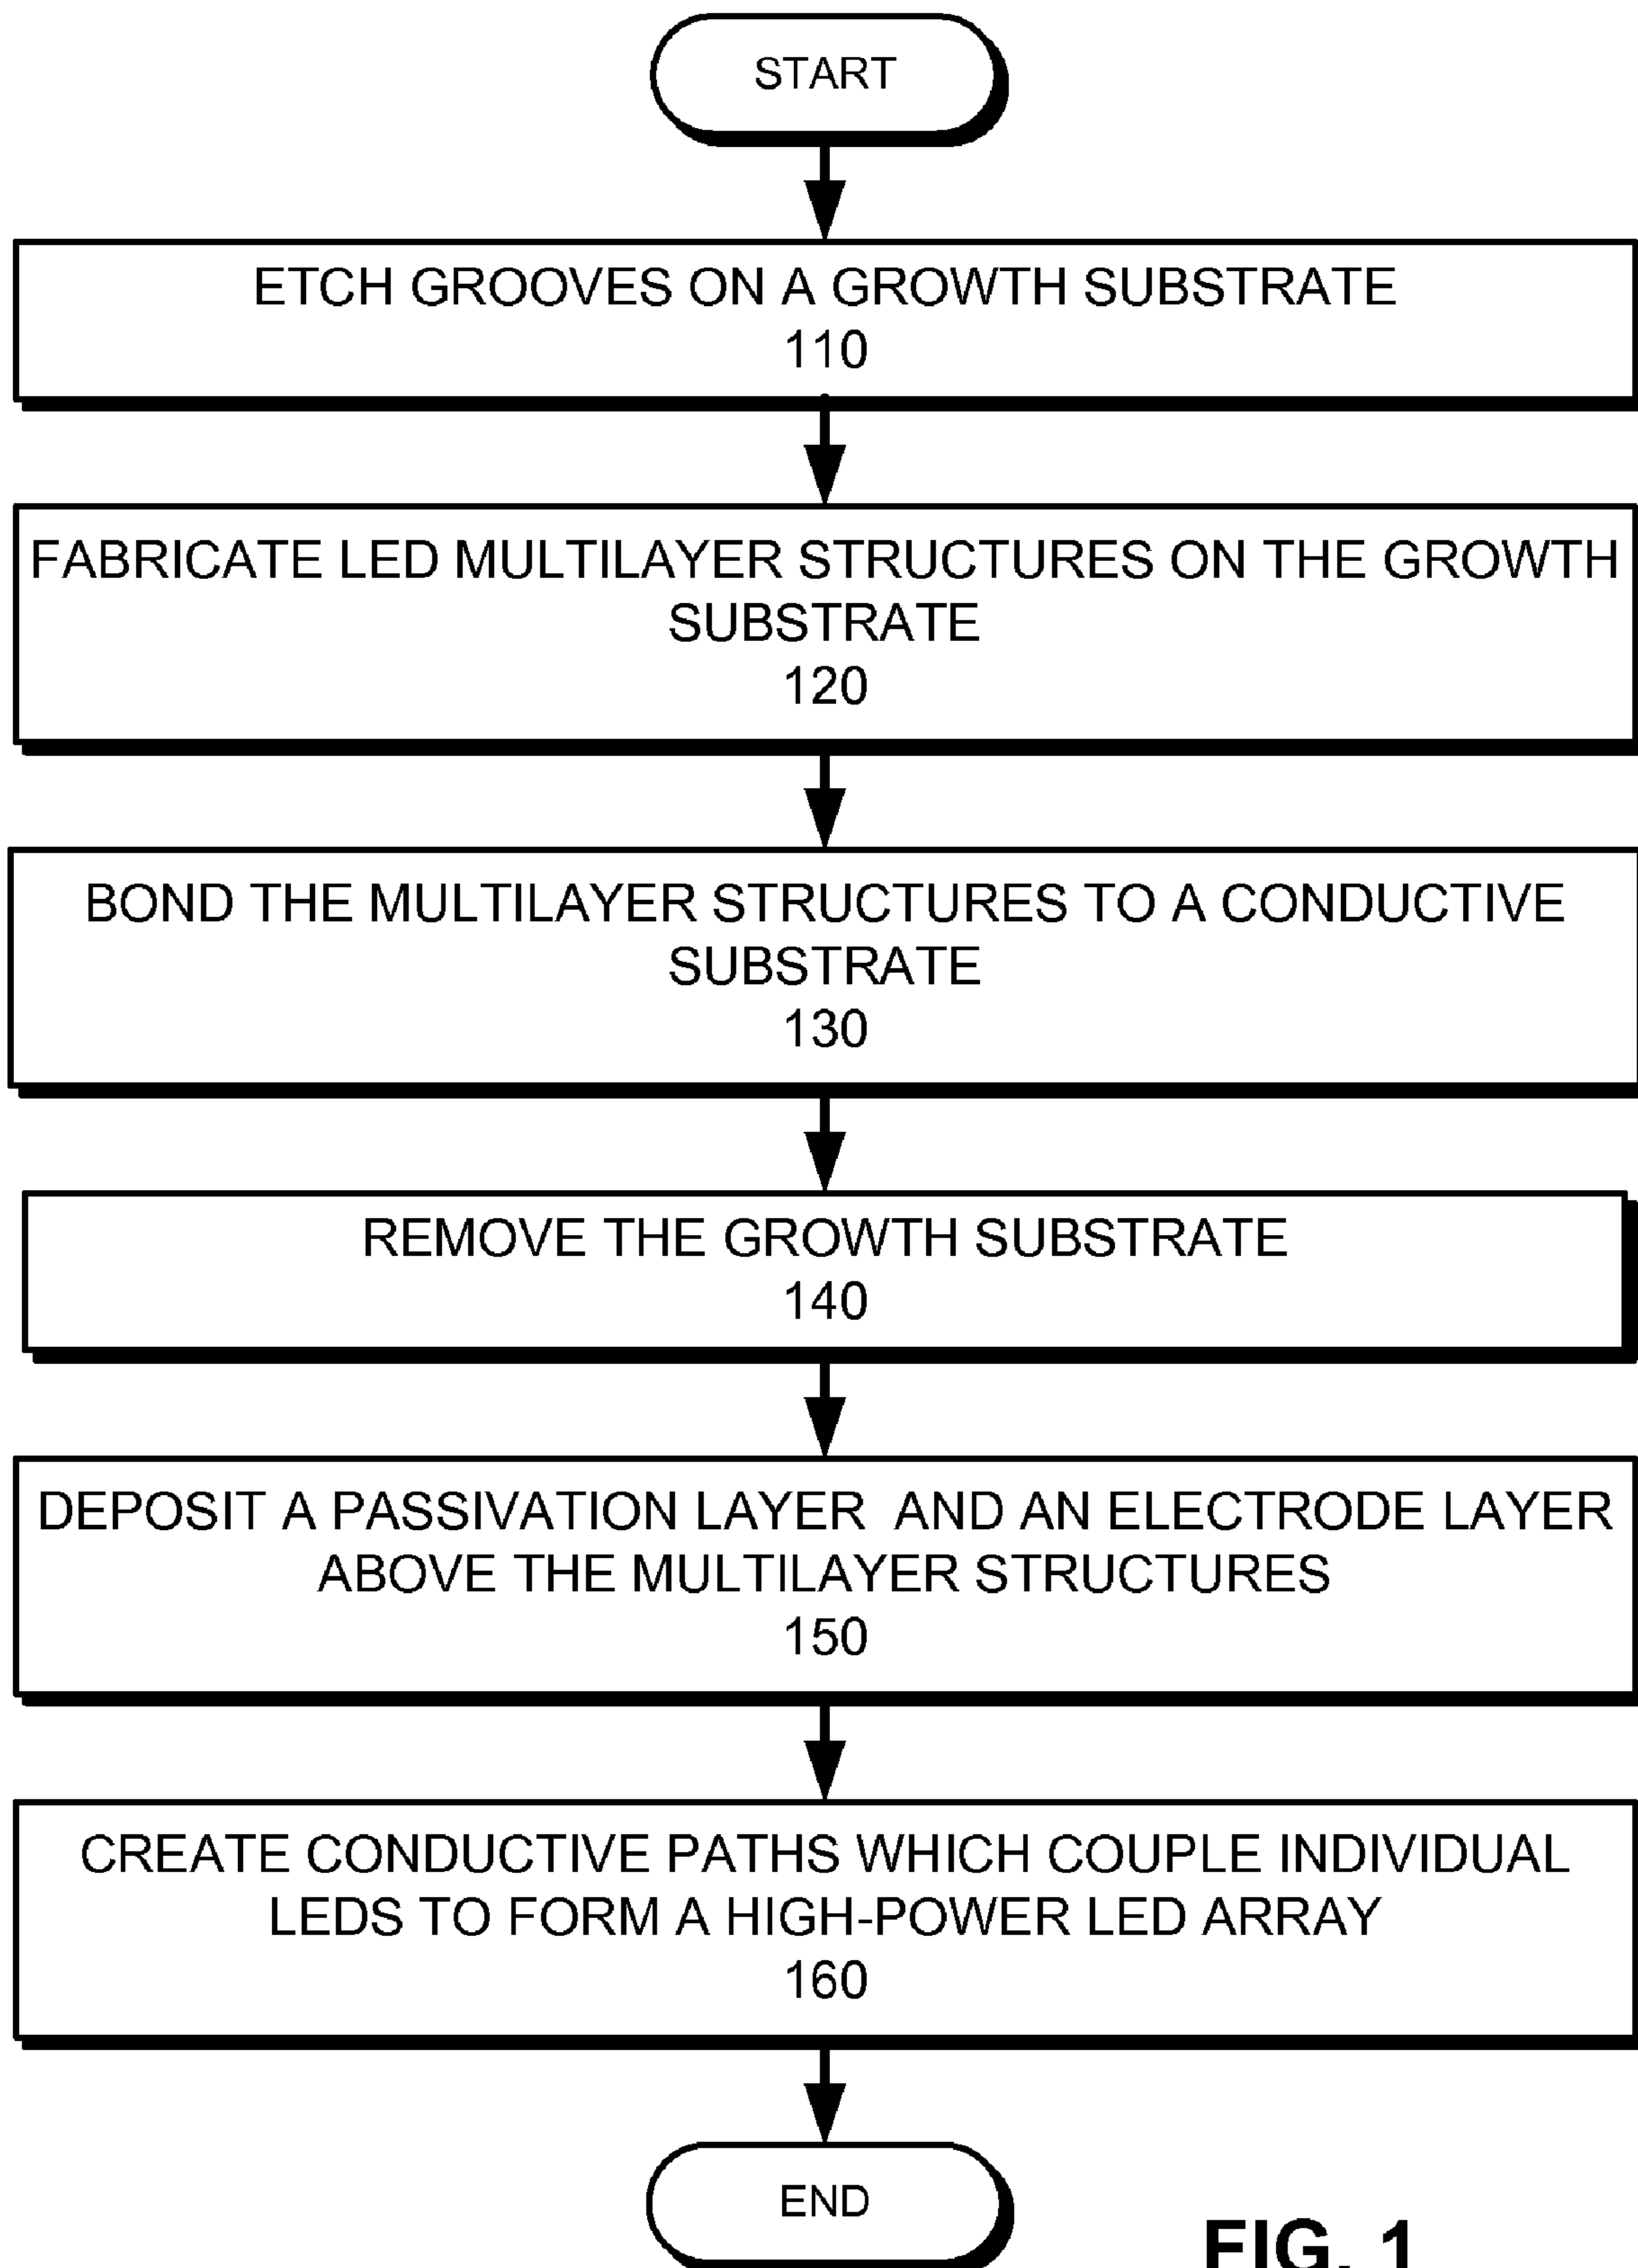 START
ETCH GROOVES ON A GROWTH SUBSTRATE
110
FABRICATE LED MULTILAYER STRUCTURES ON THE GROWTH
SUBSTRATE
120
BOND THE MULTILAYER STRUCTURES TO A CONDUCTIVE
SUBSTRATE
130
REMOVE THE GROWTH SUBSTRATE
140
DEPOSIT A PASSIVATION LAYER AND AN ELECTRODE LAYER
ABOVE THE MULTILAYER STRUCTURES
150
CREATE CONDUCTIVE PATHS WHICH COUPLE INDIVIDUAL
LEDS TO FORM A HIGH-POWER LED ARRAY
160
END
FIG. 1